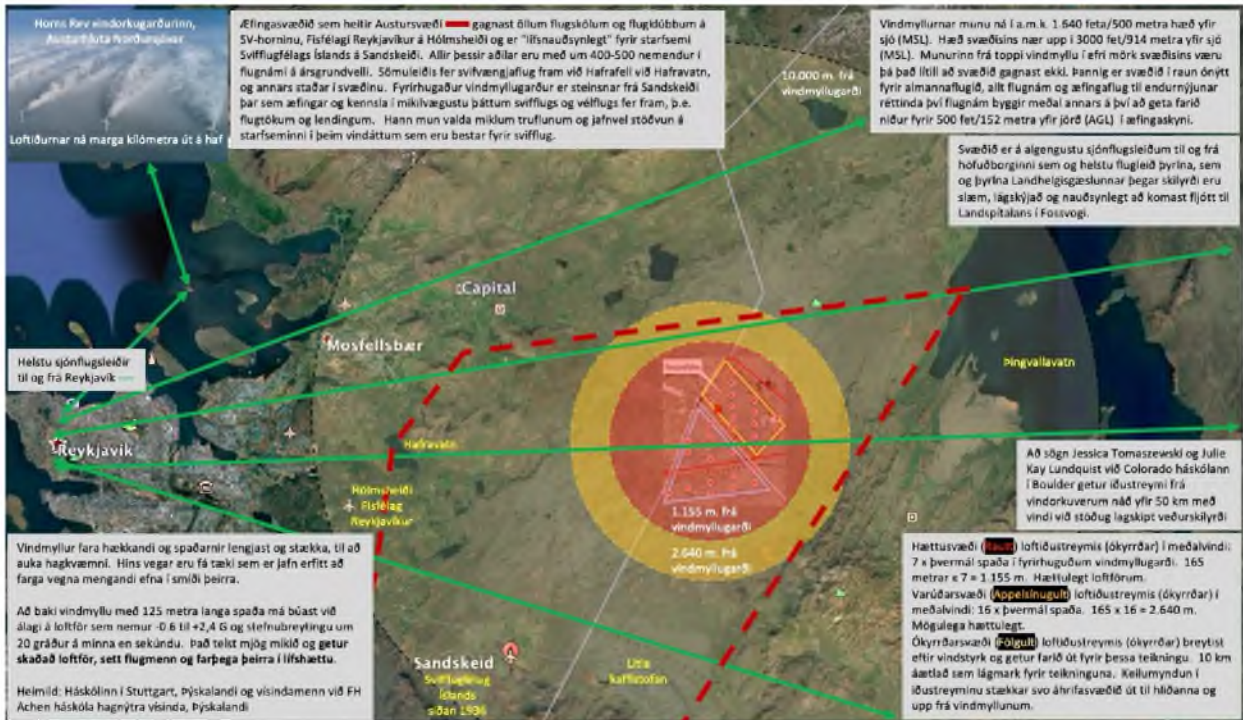 Horns Rev vindorkugarðurinn,
Austurhluta Norðursjávar
Loftiðurnar ná marga kílómetra út á haf
Æfingasvæðið sem heitir Austursvæði gagnast öllum flugskólum og flugklúbbum á
SV-horninu, Fisfélagi Reykjavíkur á Hólmsheiði og er "lífsnauðsynlegt" fyrir starfsemi
Svifflugfélags Íslands á Sandskeiði. Allir þessir aðilar eru með um 400-500 nemendur í
flugnámi á ársgrundvelli. Sömuleiðis fer svifvængjaflug fram við Hafrafell við Hafravatn,
og annars staðar í svæðinu. Fyrirhugaður vindmyllugarður er steinsnar frá Sandskeiði
þar sem æfingar og kennsla í mikilvægustu þáttum svifflugs og vélflugs fer fram, þ.e.
flugtökum og lendingum. Hann mun valda miklum truflunum og jafnvel stöðvun á
starfseminni í þeim vindáttum sem eru bestar fyrir svifflug.
10.000 m. frá
vindmyllugarði
Vindmyllurnar munu ná í a.m.k. 1.640 feta/500 metra hæð yfir
sjó (MSL). Hæð svæðisins nær upp í 3000 fet/914 metra yfir sjó
(MSL). Munurinn frá toppi vindmyllu í efri mörk svæðisins væru
þá það lítill að svæðið gagnast ekki. Þannig er svæðið í raun ónýtt
fyrir almannaflugið, allt flugnám og æfingaflug til endurnýjunar
réttinda því flugnám byggir meðal annars á því að geta farið
niður fyrir 500 fet/152 metra yfir jörð (AGL) í æfingaskyni.
Svæðið er á algengustu sjónflugsleiðum til og frá
höfuðborginni sem og helstu flugleið þyrlna, sem
og þyrlna Landhelgisgæslunnar þegar skilyrði eru
slæm, lágskýjað og nauðsynlegt að komast fljótt til
Landspítalans í Fossvogi.
Capital
Mosfellsbær
Helstu sjónflugsleiðir
til og frá Reykjavík
Þingvallavatn
Reykjavík
Hafravatn
Hólmsheiði
Fisfélag
Reykjavíkur
1.155 m. frá
vindmyllugarði
2.640 m. frá
vindmyllugarði
Að sögn Jessica Tomaszewski og Julie
Kay Lundquist við Colorado háskólann
í Boulder getur iðustreymi frá
vindorkuverum náð yfir 50 km með
vindi við stöðug lagskipt veðurskilyrði
Vindmyllur fara hækkandi og spaðarnir lengjast og stækka, til að
auka hagkvæmni. Hins vegar eru fá tæki sem er jafn erfitt að
farga vegna mengandi efna í smíði þeirra.
Að baki vindmyllu með 125 metra langa spaða má búast við
álagi á loftför sem nemur -0.6 til +2,4 G og stefnubreytingu um
20 gráður á minna en sekúndu. Það telst mjög mikið og getur
skaðað loftför, sett flugmenn og farþega þeirra í lífshættu.
Heimild: Háskólinn í Stuttgart, Þýskalandi og vísindamenn við FH
Achen háskóla hagnýtra vísinda, Þýskalandi
Sandskeið
Svifflugfélag
Íslands
síðan 1936
Litla
kaffistofan
Hættusvæði (Rautt) loftiðustreymis (ókyrrðar) í meðalvindi:
7 x þvermál spaða í fyrirhuguðum vindmyllugarði. 165
metrar x 7 = 1.155 m. Hættulegt loftförum.
Varúðarsvæði (Appelsínugult) loftiðustreymis (ókyrrðar) í
meðalvindi: 16 x þvermál spaða. 165 x 16 = 2.640 m.
Mögulega hættulegt.
Ókyrrðarsvæði (Fölgult) loftiðustreymis (ókyrrðar) breytist
eftir vindstyrk og getur farið út fyrir þessa teikningu. 10 km
áætlað sem lágmark fyrir teikninguna. Keilumyndun í
iðustreyminu stækkar svo áhrifasvæðið út til hliðanna og
upp frá vindmyllunum.